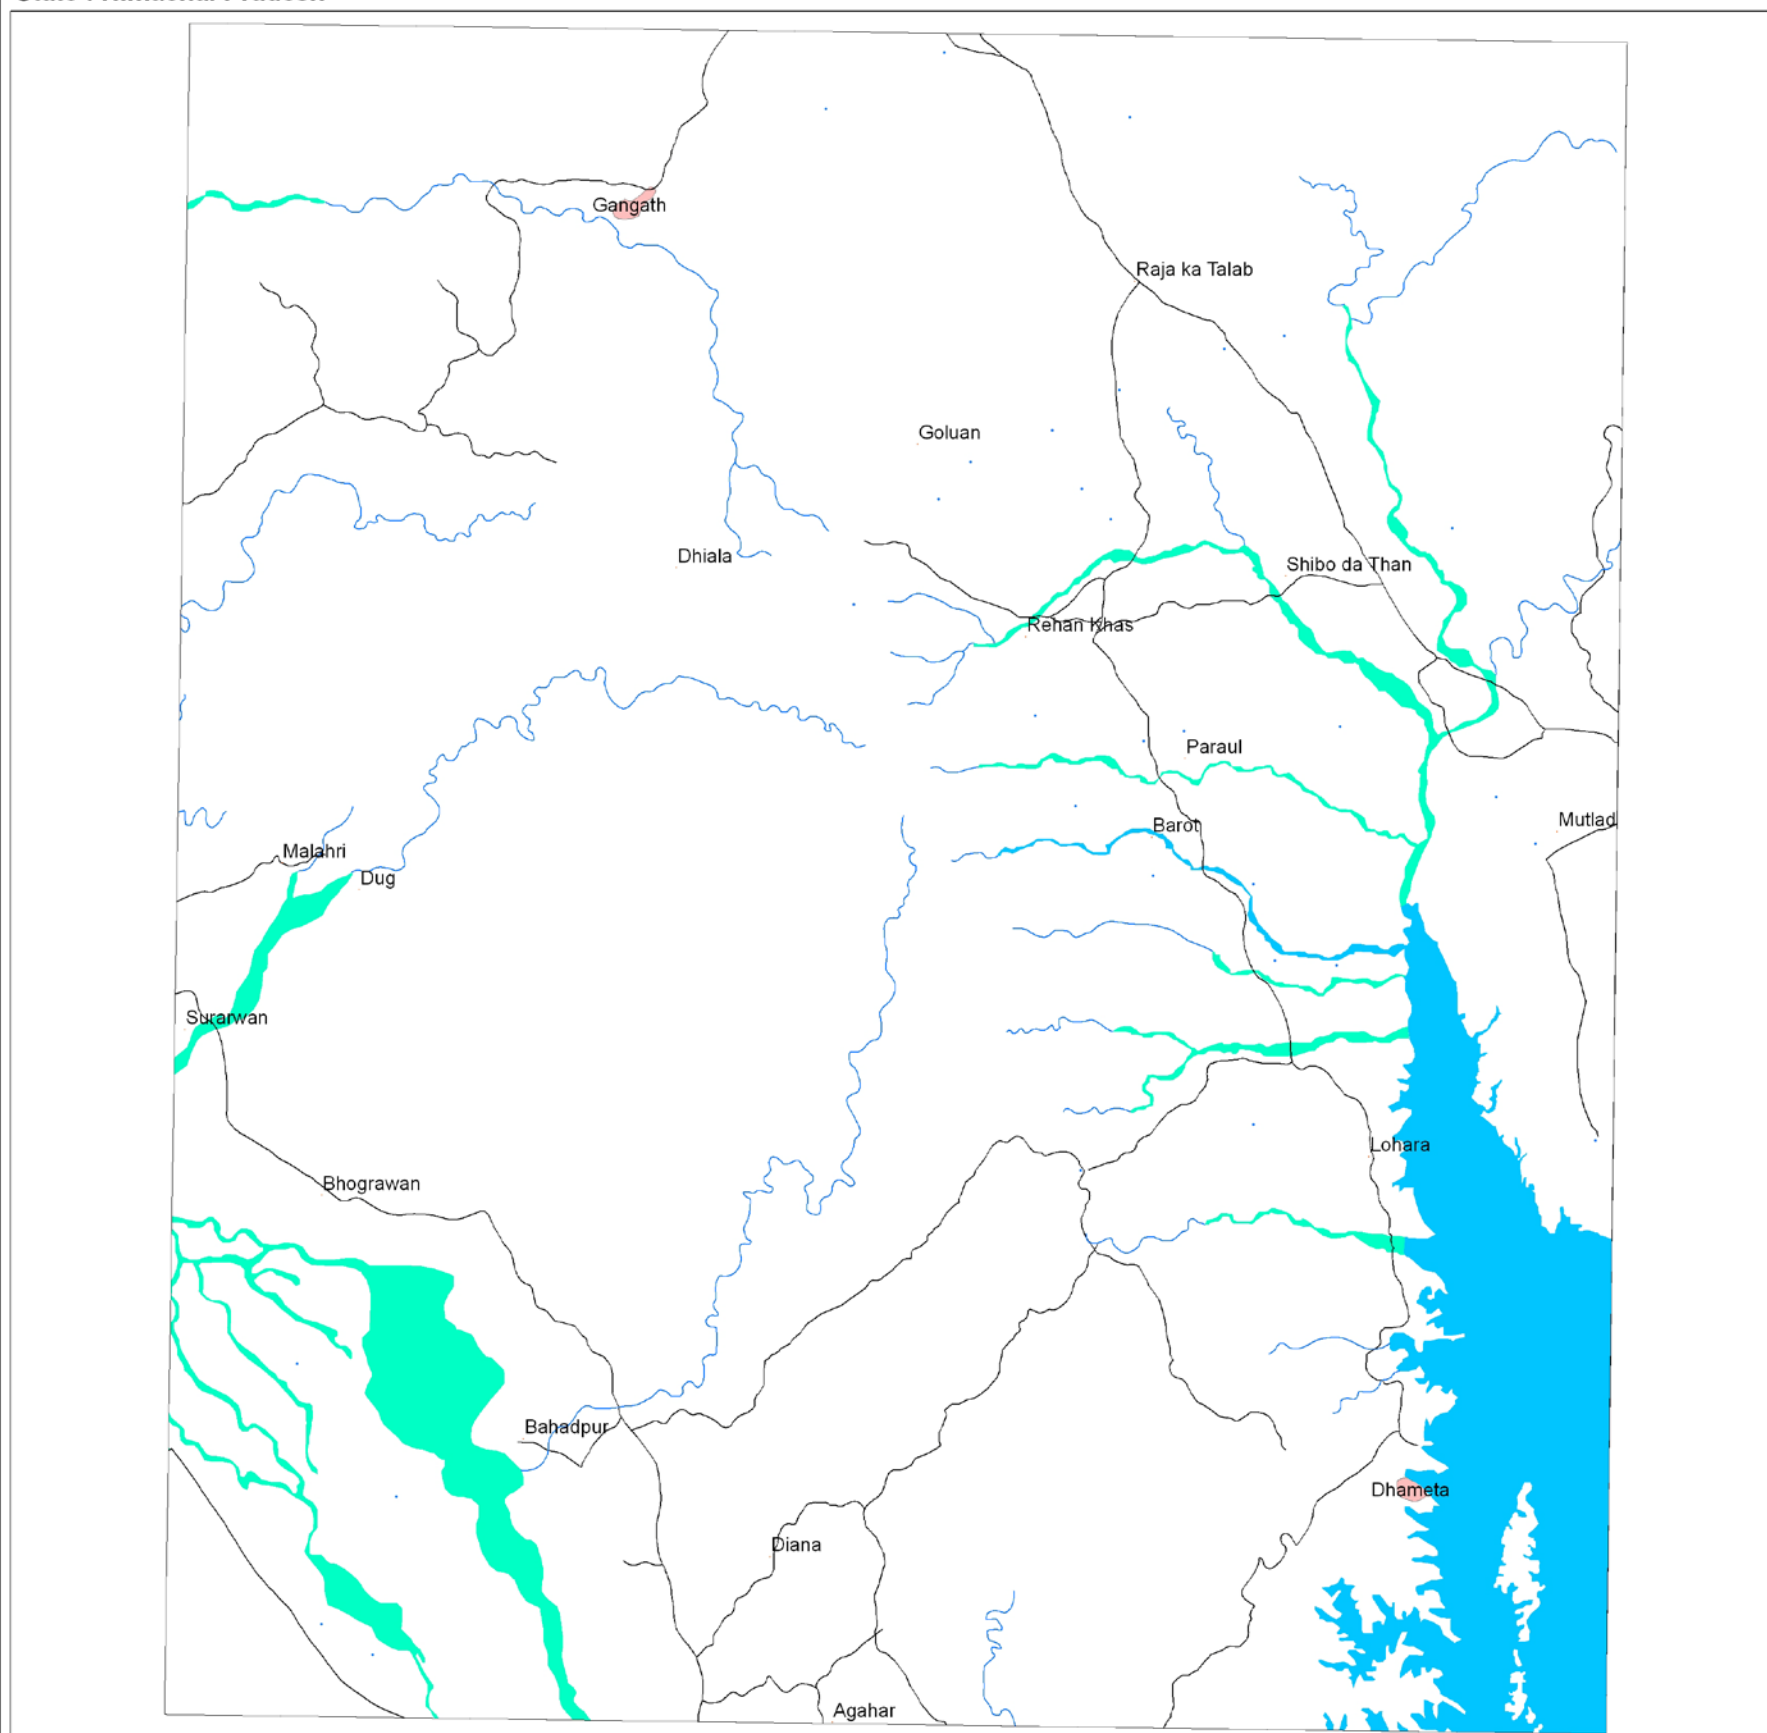 Gangath
Raja ka Talab
Goluan
Dhiala
Shibo da Than
Rehan Khas
Paraul
Mutlad
Barot
Malahri
Dug
Surarwan
Lohara
Bhograwan
Bahadpur
Dhameta
Diana
Agahar